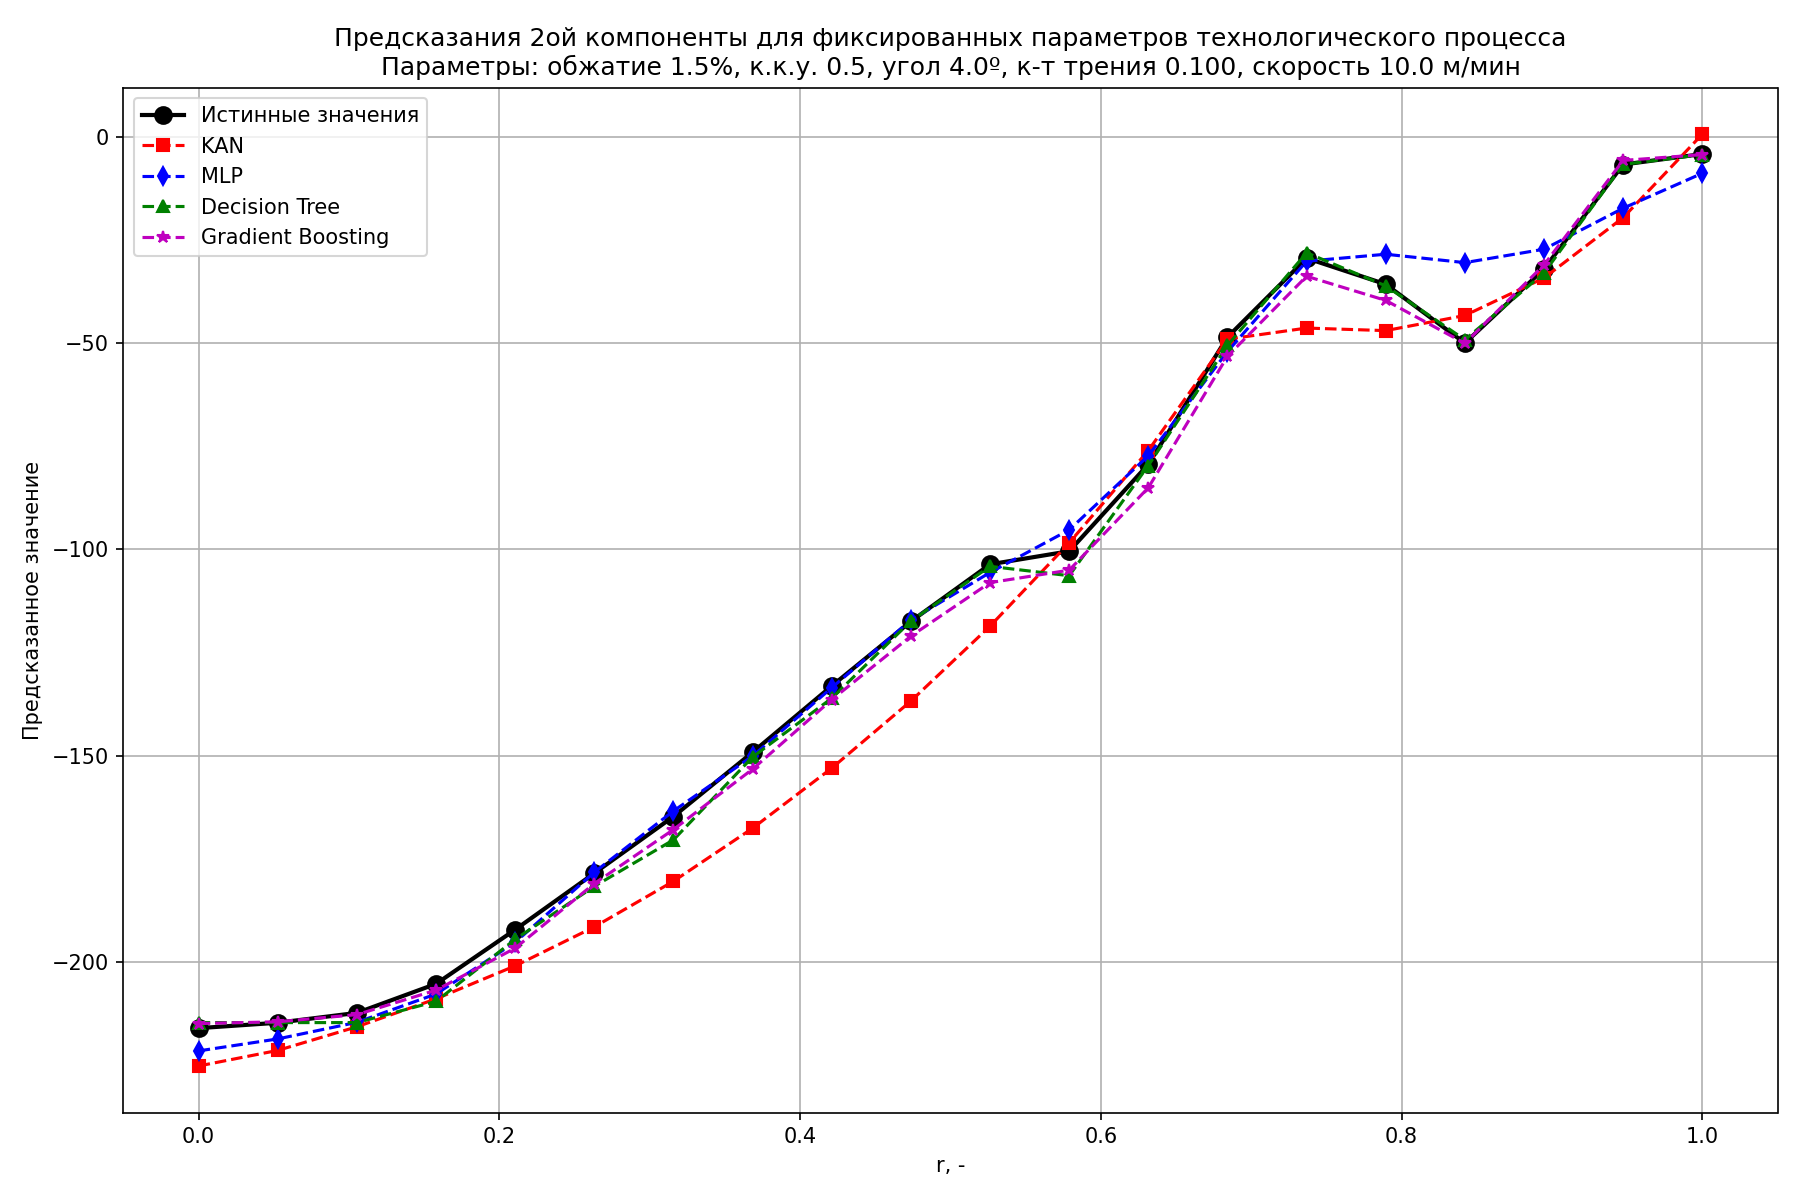 Предсказания 2ой компоненты для фиксированных параметров технологического процесса
Параметры: обжатие 1.5%, к.к.у. 0.5, угол 4.0º, к-т трения 0.100, скорость 10.0 м/мин
Истинные значения
KAN
MLP
Decision Tree
Gradient Boosting
Предсказанное значение
0
−50
−100
−150
−200
0.0
0.2
0.4
0.6
0.8
1.0
r, -